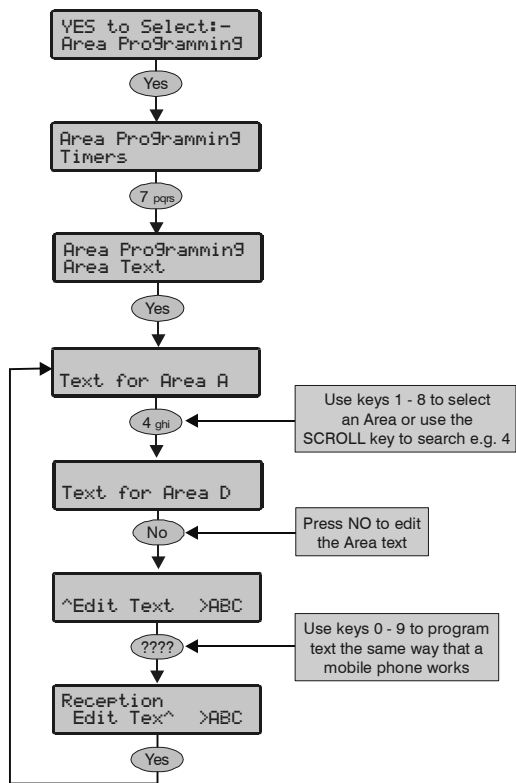 YES to Select:-
Area Programming
Yes
Area Programming
Timers
7 pqrs
Area Programming
Area Text
Yes
Text for Area A
4 ghi
Use keys 1 - 8 to select
an Area or use the
SCROLL key to search e.g. 4
Text for Area D
No
Press NO to edit
the Area text
^Edit Text >ABC
????
Use keys 0 - 9 to program
text the same way that a
mobile phone works
Reception
Edit Tex^ >ABC
Yes